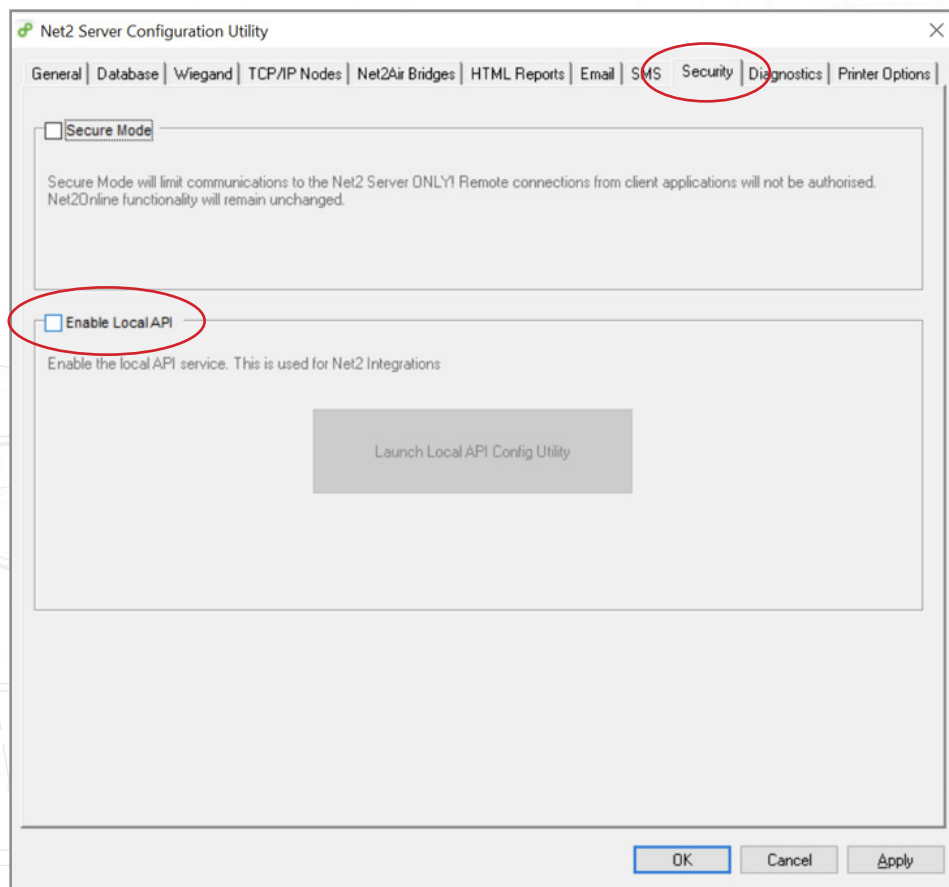 Net2 Server Configuration Utility
General Database Wiegand TCP/IP Nodes Net2Air Bridges HTML Reports Email SMS Security Diagnostics Printer Options
Secure Mode
Secure Mode will limit communications to the Net2 Server ONLY! Remote connections from client applications will not be authorised.
Net2Online functionality will remain unchanged.
Enable Local API
Enable the local API service. This is used for Net2 Integrations
Launch Local API Config Utility
OK Cancel Apply